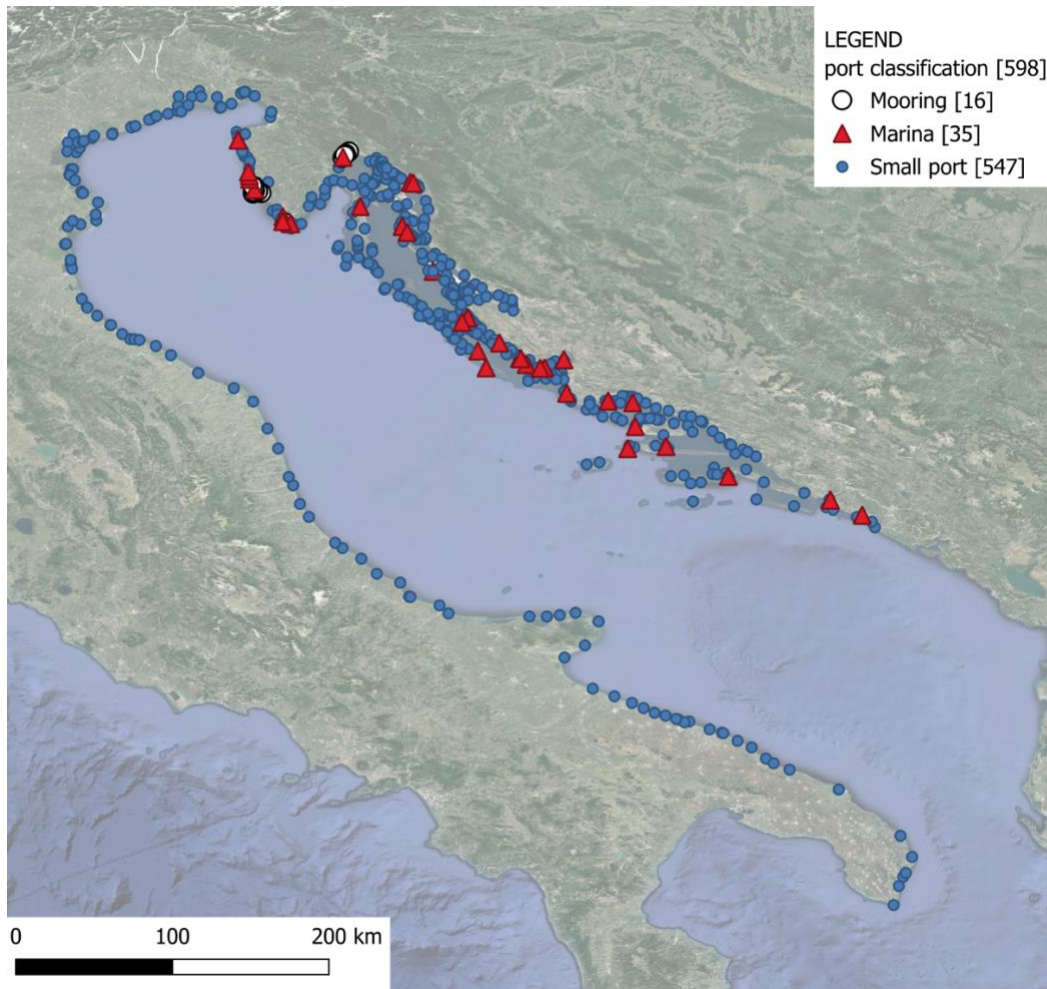 LEGEND
port classification [598]
Mooring [16]
Marina [35]
Small port [547]
0 100 200 km